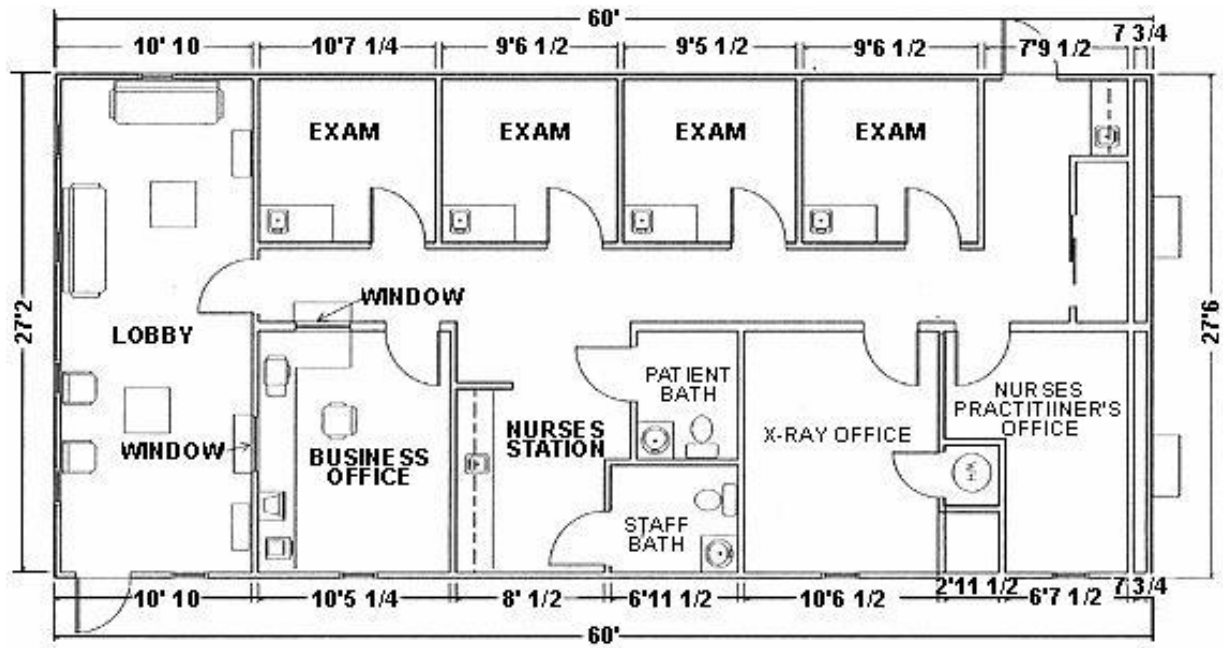 60'
10' 10
10'7 1/4
9'6 1/2
9'5 1/2
9'6 1/2
7'9 1/2
7 3/4
EXAM
EXAM
EXAM
EXAM
27'2
27'6
WINDOW
LOBBY
PATIENT
BATH
NURSES
PRACTITIINER'S
OFFICE
NURSES
STATION
X-RAY OFFICE
WINDOW
BUSINESS
OFFICE
WH
STAFF
BATH
10' 10
10'5 1/4
8' 1/2
6'11 1/2
10'6 1/2
2'11 1/2
6'7 1/2
7 3/4
60'